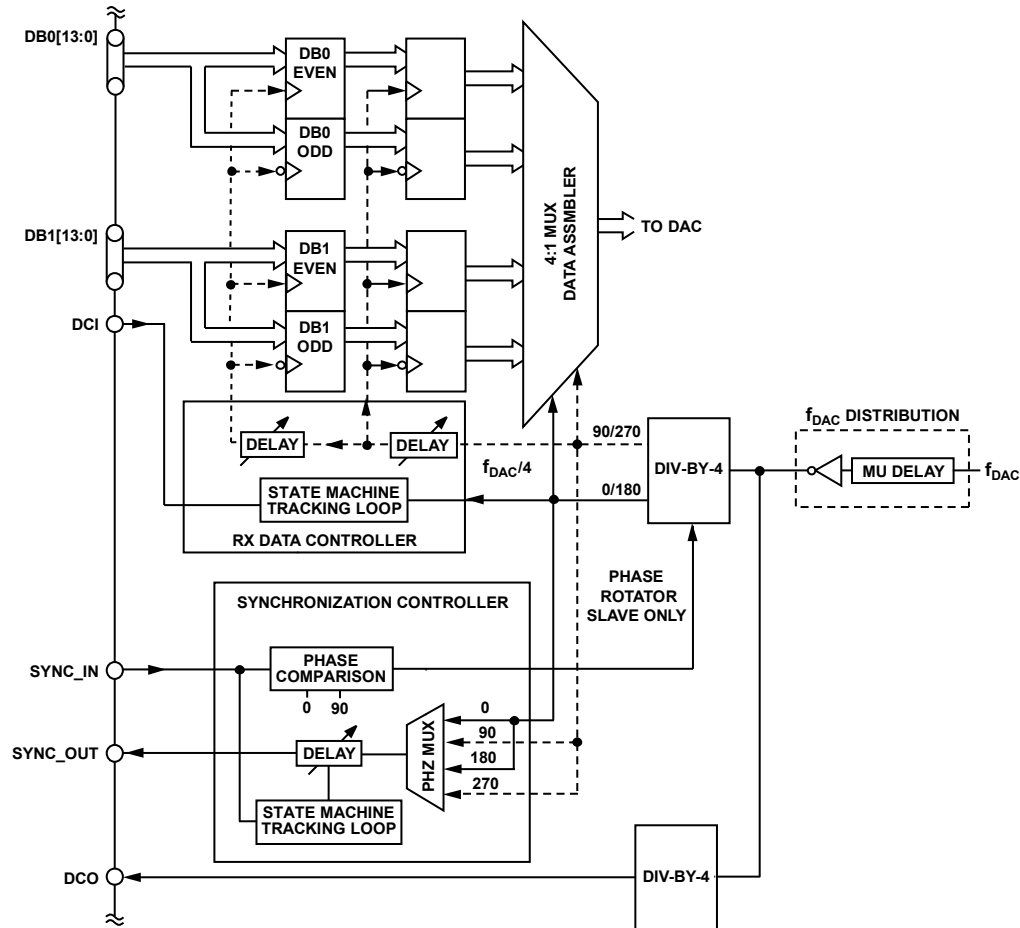 DB0[13:0]
DB0
EVEN
DB0
ODD
DB1[13:0]
DB1
EVEN
DB1
ODD
4:1 MUX
DATA ASSMBLER
TO DAC
DCI
DELAY
DELAY
90/270
fDAC/4
0/180
STATE MACHINE
TRACKING LOOP
RX DATA CONTROLLER
DIV-BY-4
fDAC DISTRIBUTION
MU DELAY
fDAC
PHASE
ROTATOR
SLAVE ONLY
SYNCHRONIZATION CONTROLLER
SYNC_IN
PHASE
COMPARISON
0 90
SYNC_OUT
DELAY
PHZ MUX
0
90
180
270
STATE MACHINE
TRACKING LOOP
DCO
DIV-BY-4